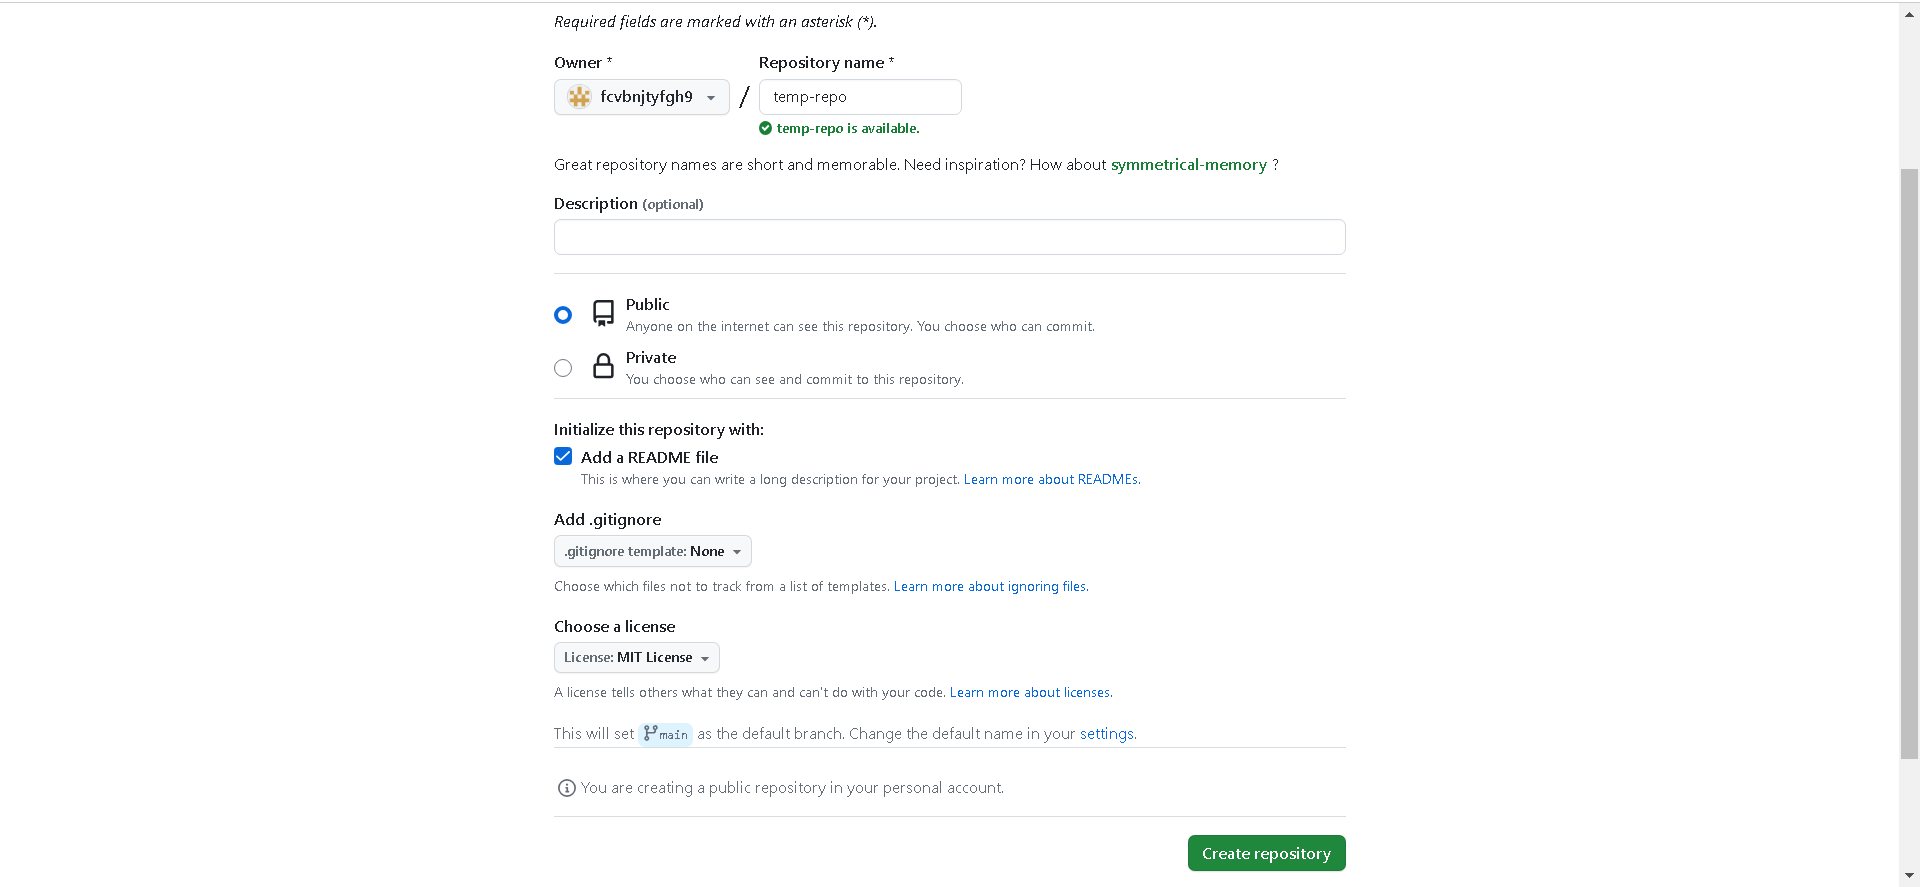 Required fields are marked with an asterisk (*).
Owner * Repository name *
fcvbnjtyfgh9 / temp-repo
temp-repo is available.
Great repository names are short and memorable. Need inspiration? How about symmetrical-memory ?
Description (optional)
Public
Anyone on the internet can see this repository. You choose who can commit.
Private
You choose who can see and commit to this repository.
Initialize this repository with:
Add a README file
This is where you can write a long description for your project. Learn more about READMEs.
Add .gitignore
.gitignore template: None
Choose which files not to track from a list of templates. Learn more about ignoring files.
Choose a license
License: MIT License
A license tells others what they can and can't do with your code. Learn more about licenses.
This will set main as the default branch. Change the default name in your settings.
You are creating a public repository in your personal account.
Create repository